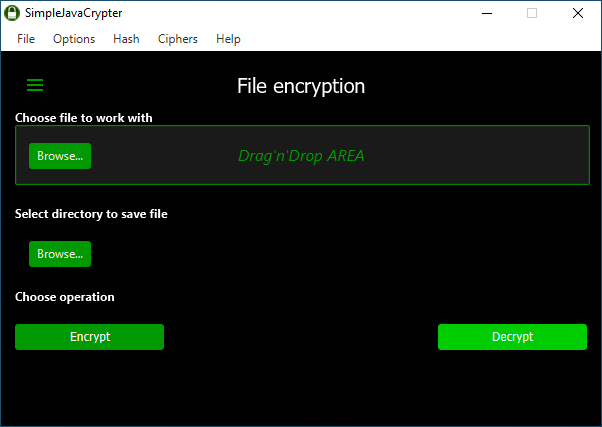 SimpleJavaCrypter
File Options Hash Ciphers Help
File encryption
Choose file to work with
Browse... Drag'n'Drop AREA
Select directory to save file
Browse...
Choose operation
Encrypt Decrypt